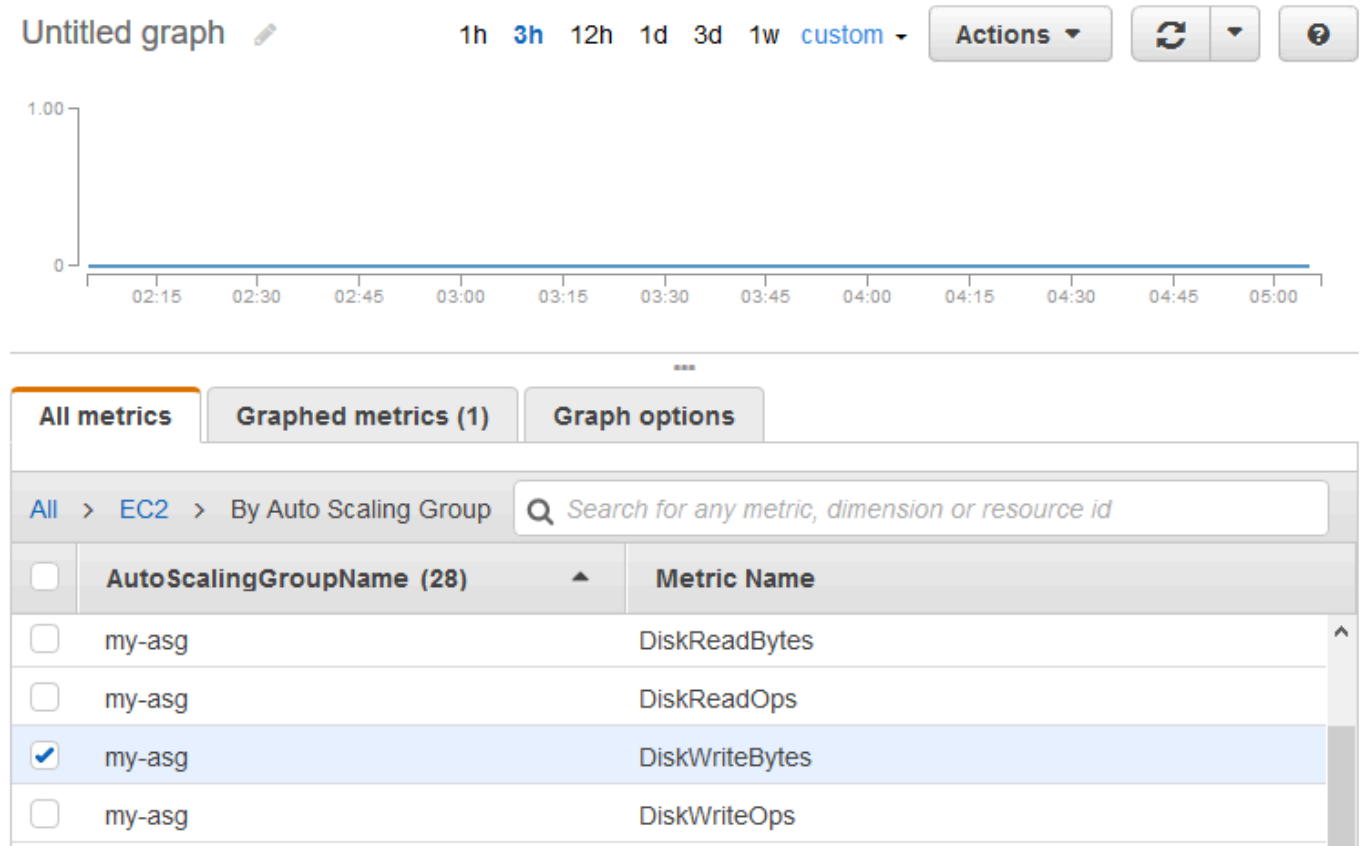 Untitled graph 1h 3h 12h 1d 3d 1w custom Actions
1.00
0
02:15 02:30 02:45 03:00 03:15 03:30 03:45 04:00 04:15 04:30 04:45 05:00
All metrics Graphed metrics (1) Graph options
All > EC2 > By Auto Scaling Group Search for any metric, dimension or resource id
AutoScalingGroupName (28) Metric Name
my-asg DiskReadBytes
my-asg DiskReadOps
my-asg DiskWriteBytes
my-asg DiskWriteOps